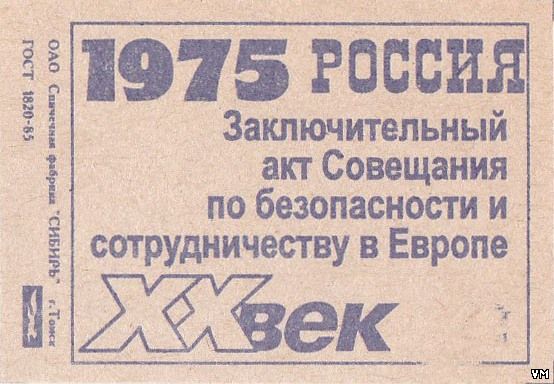 1975 РОССИЯ
Заключительный
акт Совещания
по безопасности и
сотрудничеству в Европе
XX век
ОАО Спичечная фабрика "СИБИРЬ" г. Томск
ГОСТ 1820-85
VM